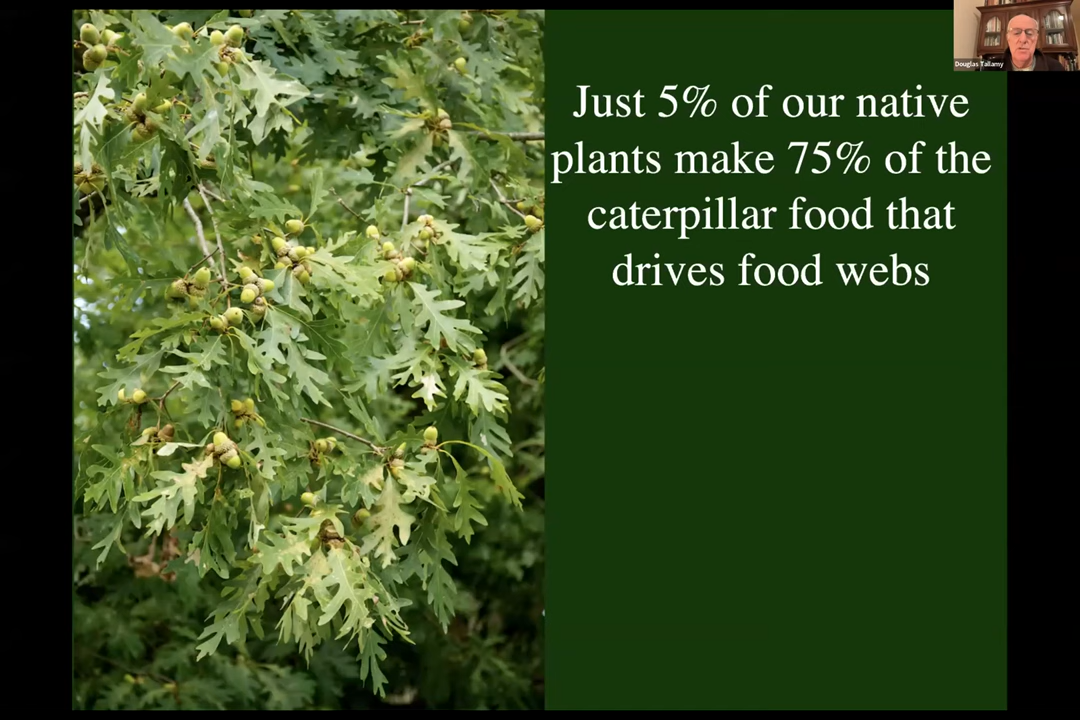 Douglas Tallamy
Just 5% of our native
plants make 75% of the
caterpillar food that
drives food webs